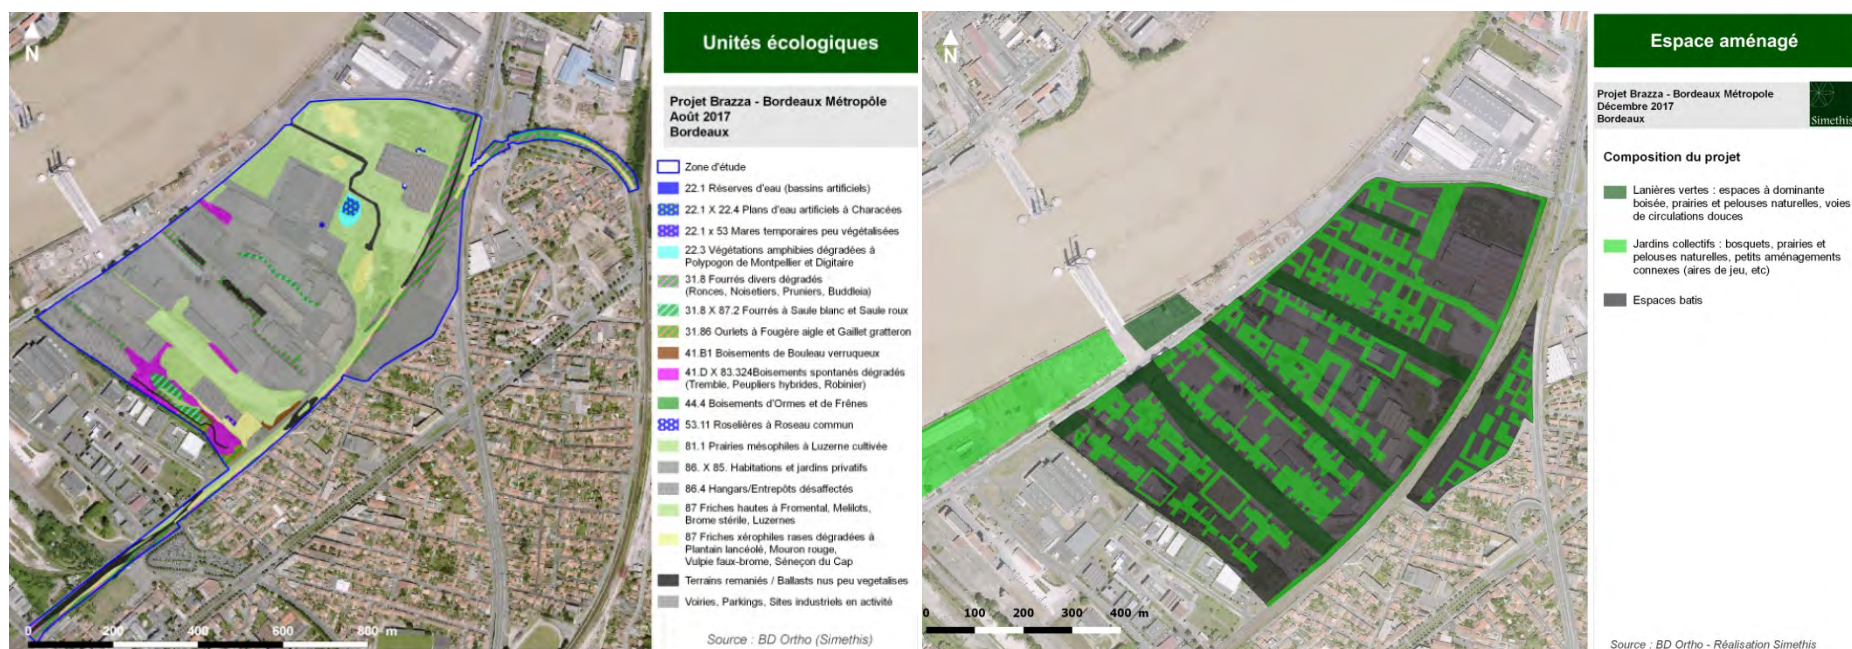 N
Unités écologiques
Projet Brazza - Bordeaux Métropôle
Août 2017
Bordeaux
Zone d'étude
22.1 Réserves d'eau (bassins artificiels)
22.1 X 22.4 Plans d'eau artificiels à Characées
22.1 x 53 Mares temporaires peu végétalisées
22.3 Végétations amphibies dégradées à
Polypogon de Montpellier et Digitaire
31.8 Fourrés divers dégradés
(Ronces, Noisetiers, Pruniers, Buddleia)
31.8 X 87.2 Fourrés à Saule blanc et Saule roux
31.86 Ourlets à Fougère aigle et Gaillet gratteron
41.B1 Boisements de Bouleau verruqueux
41.D X 83.324Boisements spontanés dégradés
(Tremble, Peupliers hybrides, Robinier)
44.4 Boisements d'Ormes et de Frênes
53.11 Roselières à Roseau commun
81.1 Prairies mésophiles à Luzerne cultivée
86. X 85. Habitations et jardins privatifs
86.4 Hangars/Entrepôts désaffectés
87 Friches hautes à Fromental, Melilots,
Brome stérile, Luzernes
87 Friches xérophiles rases dégradées à
Plantain lancéolé, Mouron rouge,
Vulpie faux-brome, Séneçon du Cap
Terrains remaniés / Ballasts nus peu vegetalises
Voiries, Parkings, Sites industriels en activité
0 200 400 600 800 m
Source : BD Ortho (Simethis)
N
Espace aménagé
Projet Brazza - Bordeaux Métropole
Décembre 2017
Bordeaux
Simethis
Composition du projet
Lanières vertes : espaces à dominante
boisée, prairies et pelouses naturelles, voies
de circulations douces
Jardins collectifs : bosquets, prairies et
pelouses naturelles, petits aménagements
connexes (aires de jeu, etc)
Espaces batis
0 100 200 300 400 m
Source : BD Ortho - Réalisation Simethis